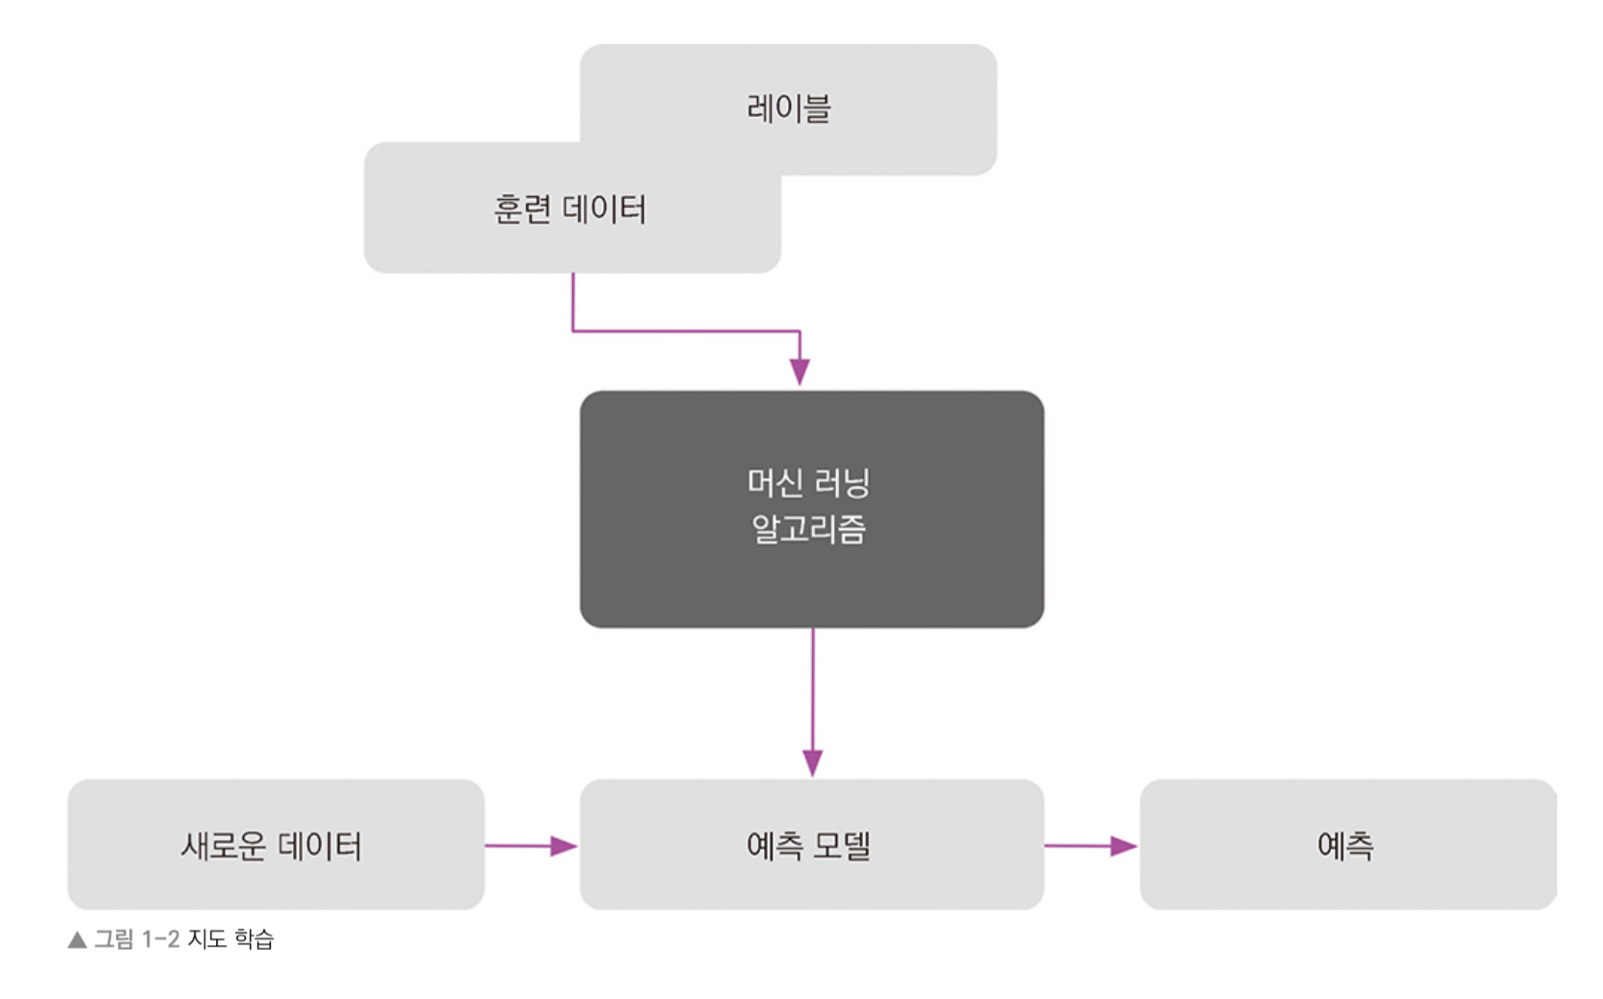 레이블
훈련 데이터
머신 러닝
알고리즘
새로운 데이터
예측 모델
예측
▲ 그림 1-2 지도 학습